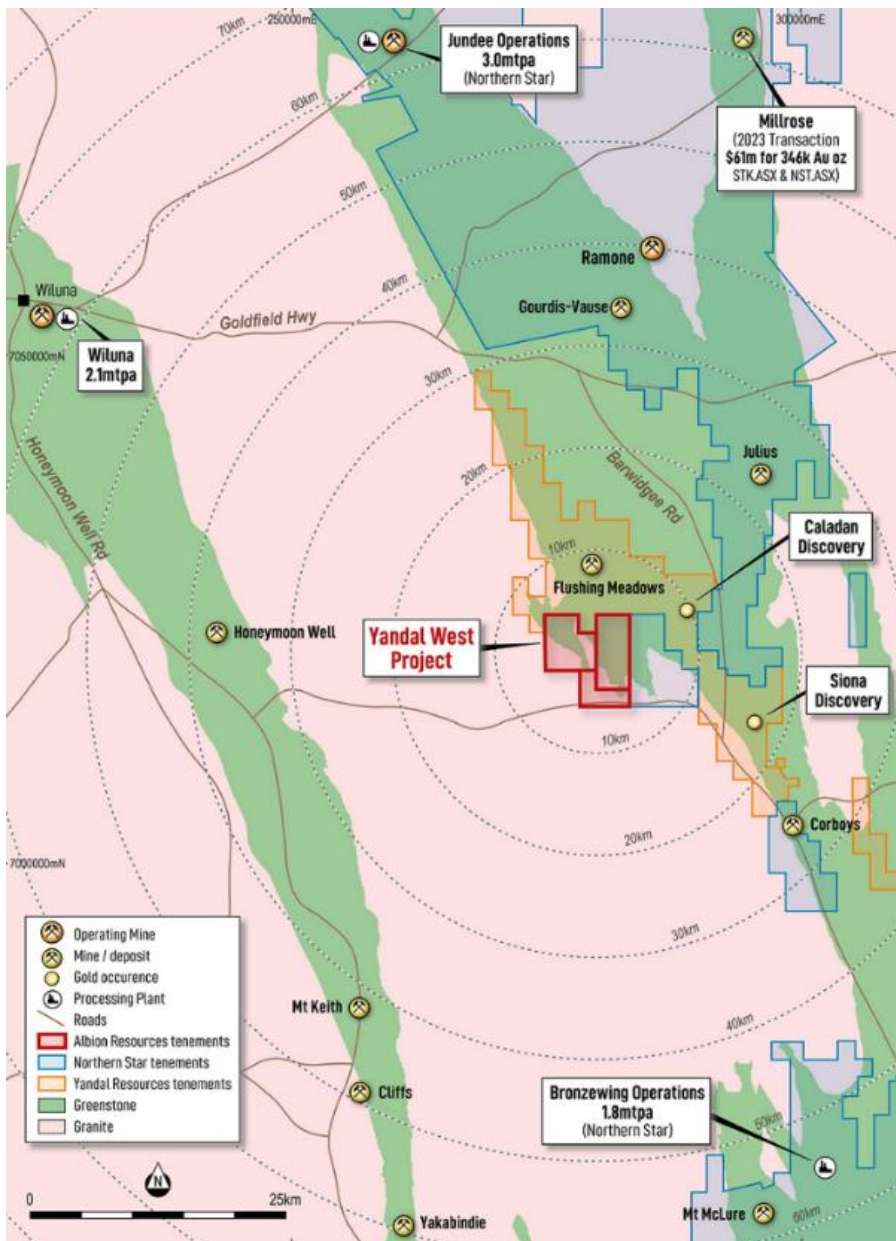 250000mE
300000mE
70km
Jundee Operations
3.0mtpa
(Northern Star)
60km
Millrose
(2023 Transaction
$61m for 346k Au oz
STK.ASX & NST.ASX)
50km
Ramone
40km
Gourdis-Vause
Wiluna
Goldfield Hwy
7050000mN
Wiluna
2.1mtpa
30km
Honeymoon Well Rd
20km
Barwidgee Rd
Julius
Caladan
Discovery
10km
Flushing Meadows
Honeymoon Well
Yandal West
Project
Siona
Discovery
10km
Corboys
20km
7000000mN
30km
Operating Mine
Mine / deposit
Gold occurence
Processing Plant
Roads
Albion Resources tenements
Northern Star tenements
Yandal Resources tenements
Greenstone
Granite
Mt Keith
40km
Cliffs
Bronzewing Operations
1.8mtpa
(Northern Star)
50km
50km
N
0
25km
Yakabindie
Mt McLure
60km